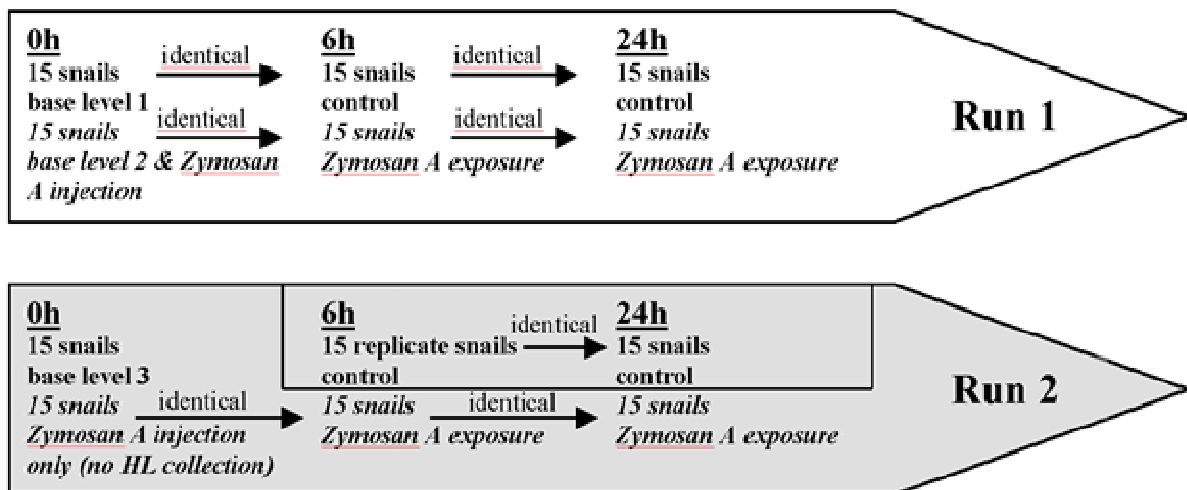 0h
identical
6h
identical
24h
15 snails
15 snails
15 snails
base level 1
control
control
identical
identical
15 snails
15 snails
15 snails
base level 2 & Zymosan
Zymosan A exposure
Zymosan A exposure
A injection
Run 1
0h
6h
identical
24h
15 snails
15 replicate snails
15 snails
base level 3
control
control
identical
identical
15 snails
15 snails
15 snails
Zymosan A injection
Zymosan A exposure
Zymosan A exposure
only (no HL collection)
Run 2